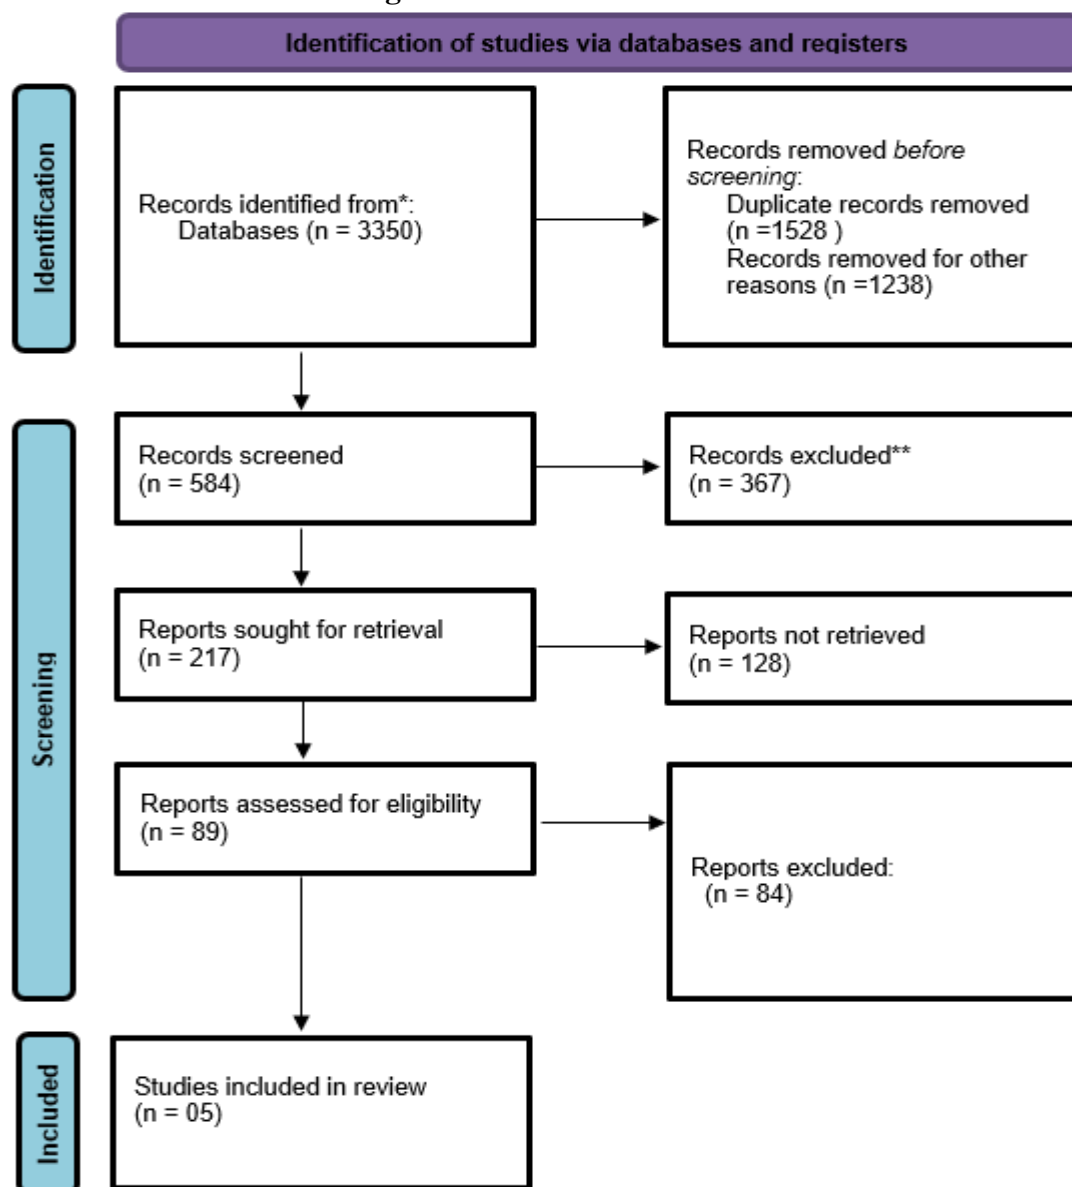 Identification of studies via databases and registers
Identification
Records identified from*:
Databases (n = 3350)
Records removed before
screening:
Duplicate records removed
(n =1528 )
Records removed for other
reasons (n =1238)
Screening
Records screened
(n = 584)
Records excluded**
(n = 367)
Reports sought for retrieval
(n = 217)
Reports not retrieved
(n = 128)
Reports assessed for eligibility
(n = 89)
Reports excluded:
(n = 84)
Included
Studies included in review
(n = 05)